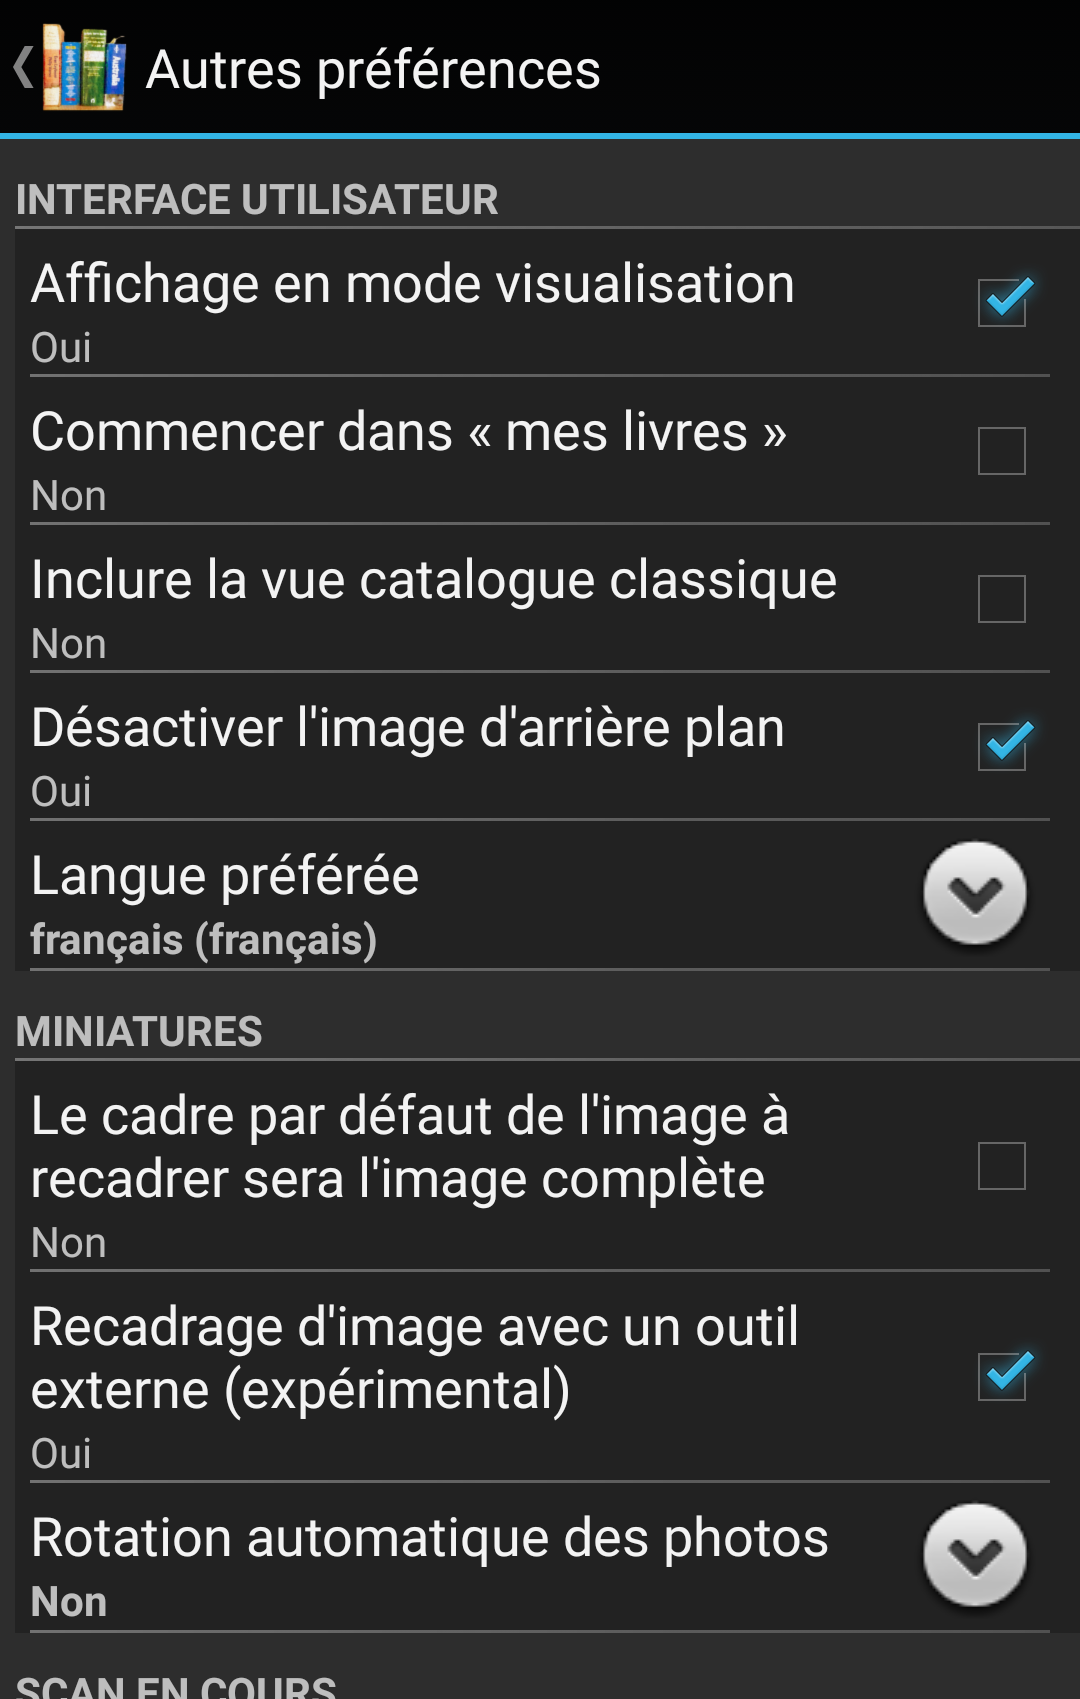 Autres préférences
INTERFACE UTILISATEUR
Affichage en mode visualisation
Oui
Commencer dans « mes livres »
Non
Inclure la vue catalogue classique
Non
Désactiver l'image d'arrière plan
Oui
Langue préférée
français (français)
MINIATURES
Le cadre par défaut de l'image à
recadrer sera l'image complète
Non
Recadrage d'image avec un outil
externe (expérimental)
Oui
Rotation automatique des photos
Non
SCAN EN COURS